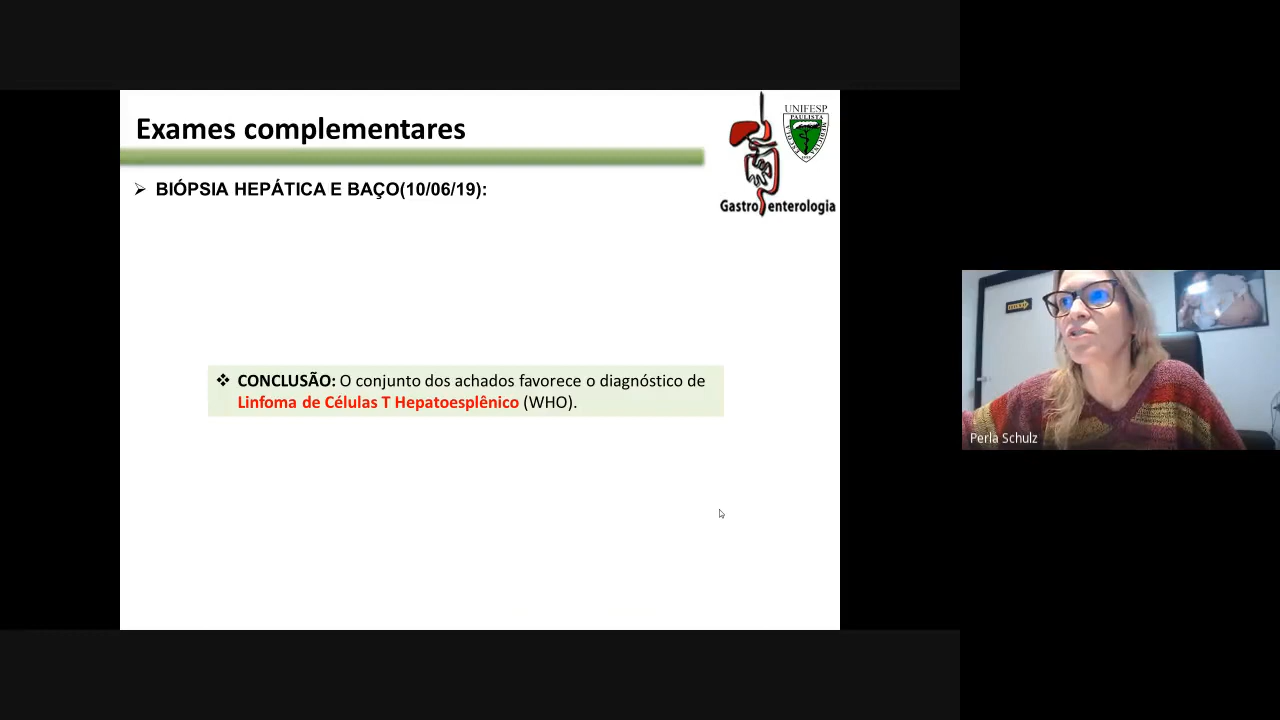 Exames complementares
UNIFESP
PAULISTA
Gastroenterologia
➢ BIÓPSIA HEPÁTICA E BAÇO(10/06/19):
❖ CONCLUSÃO: O conjunto dos achados favorece o diagnóstico de
Linfoma de Células T Hepatoesplênico (WHO).
Perla Schulz